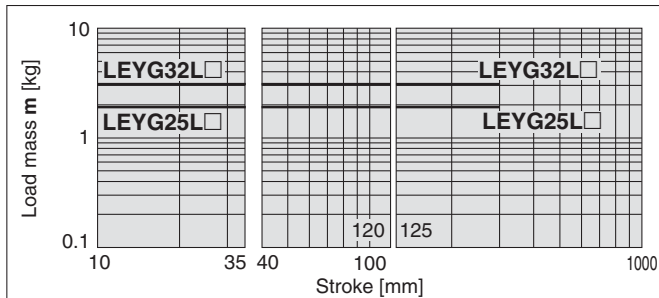 10
LEYG32L□ LEYG32L□
LEYG25L□ LEYG25L□
Load mass m [kg]
1
120 125
0.1
10 35 40 100 1000
Stroke [mm]